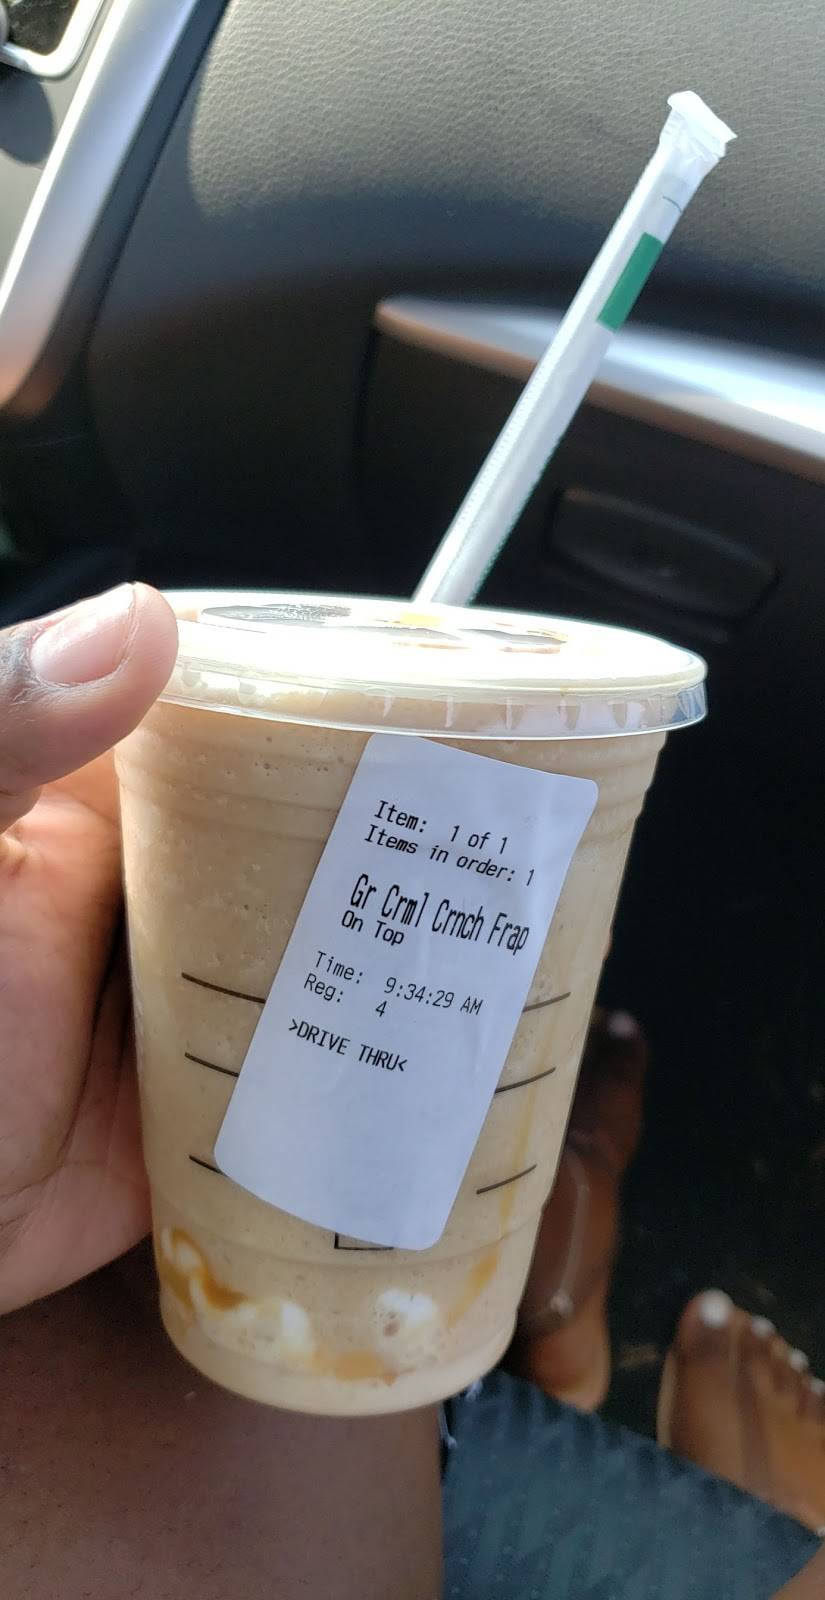 Item: 1 of 1
Items in order: 1
Gr Crml Crnch Frap
On Top
Time: 9:34:29 AM
Reg: 4
>DRIVE THRU<